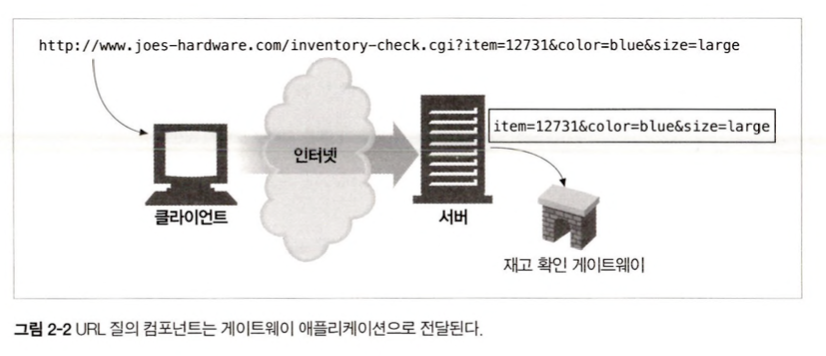 http://www.joes-hardware.com/inventory-check.cgi?item=12731&color=blue&size=large
item=12731&color=blue&size=large
인터넷
클라이언트
서버
재고 확인 게이트웨이
그림 2-2 URL 질의 컴포넌트는 게이트웨이 애플리케이션으로 전달된다.